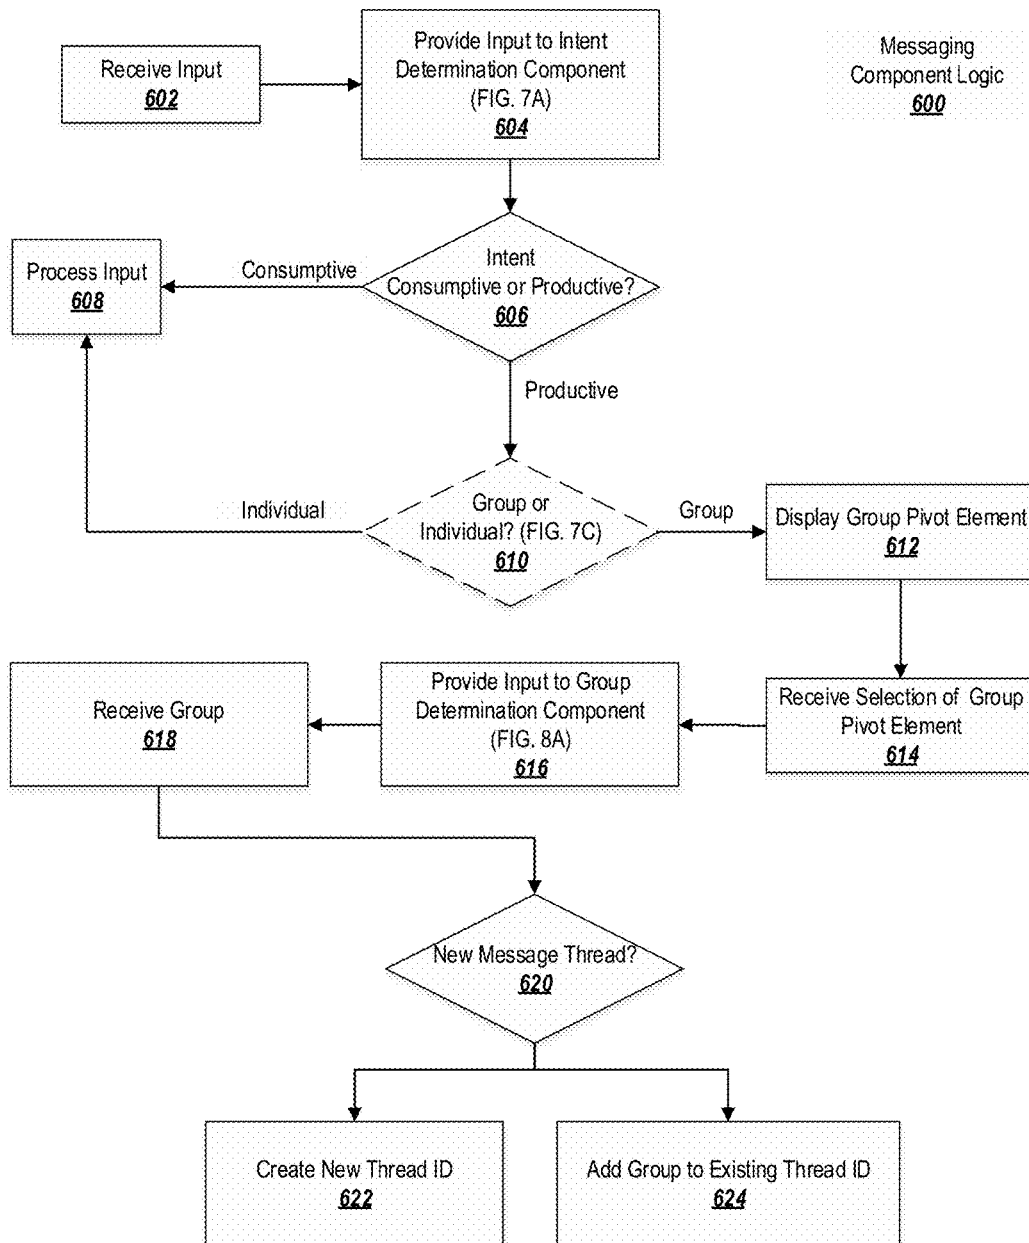 Receive Input
602
Provide Input to Intent
Determination Component
(FIG. 7A)
604
Messaging
Component Logic
600
Intent
Consumptive or Productive?
606
Consumptive
Process Input
608
Productive
Group or
Individual? (FIG. 7C)
610
Individual
Group
Display Group Pivot Element
612
Receive Selection of Group
Pivot Element
614
Provide Input to Group
Determination Component
(FIG. 8A)
616
Receive Group
618
New Message Thread?
620
Create New Thread ID
622
Add Group to Existing Thread ID
624